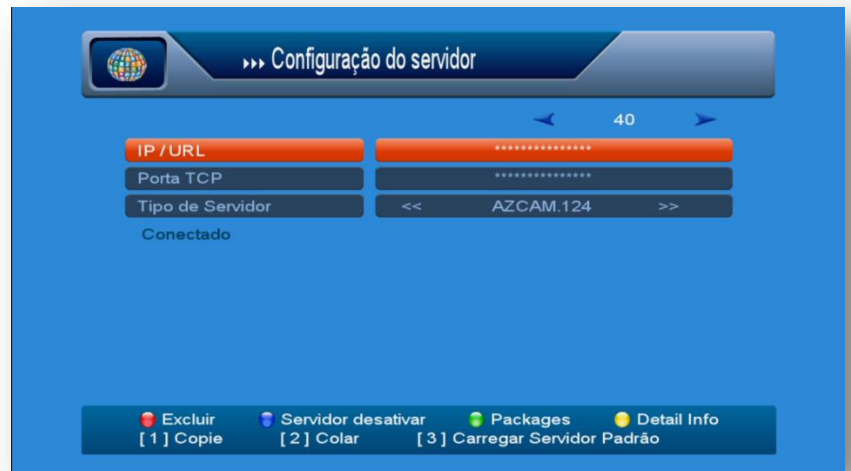 ››› Configuração do servidor
40
IP / URL ***************
Porta TCP ***************
Tipo de Servidor << AZCAM.124 >>
Conectado
Excluir Servidor desativar Packages Detail Info
[ 1 ] Copie [ 2 ] Colar [ 3 ] Carregar Servidor Padrão